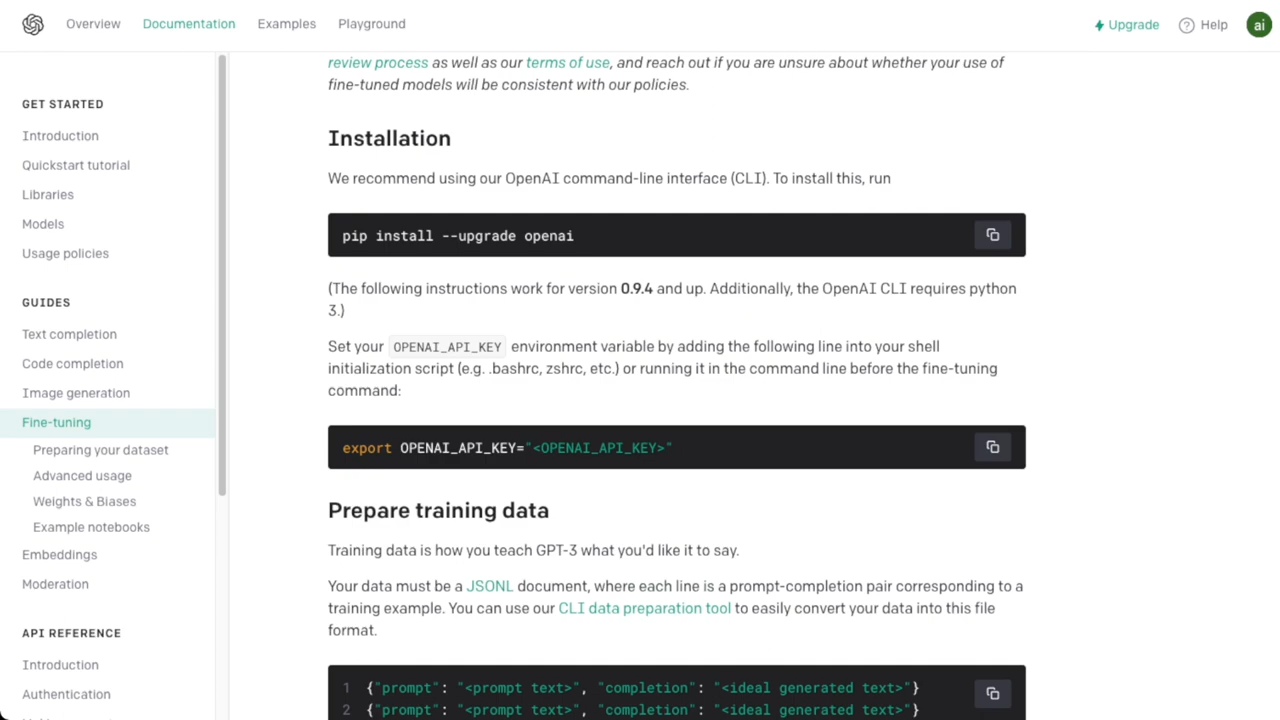 Overview
Documentation
Examples
Playground
Upgrade
Help
ai
GET STARTED
Introduction
Quickstart tutorial
Libraries
Models
Usage policies
GUIDES
Text completion
Code completion
Image generation
Fine-tuning
Preparing your dataset
Advanced usage
Weights & Biases
Example notebooks
Embeddings
Moderation
API REFERENCE
Introduction
Authentication
review process as well as our terms of use, and reach out if you are unsure about whether your use of
fine-tuned models will be consistent with our policies.
Installation
We recommend using our OpenAI command-line interface (CLI). To install this, run
pip install --upgrade openai
(The following instructions work for version 0.9.4 and up. Additionally, the OpenAI CLI requires python
3.)
Set your OPENAI_API_KEY environment variable by adding the following line into your shell
initialization script (e.g. .bashrc, zshrc, etc.) or running it in the command line before the fine-tuning
command:
export OPENAI_API_KEY="<OPENAI_API_KEY>"
Prepare training data
Training data is how you teach GPT-3 what you'd like it to say.
Your data must be a JSONL document, where each line is a prompt-completion pair corresponding to a
training example. You can use our CLI data preparation tool to easily convert your data into this file
format.
1 {"prompt": "<prompt text>", "completion": "<ideal generated text>"}
2 {"prompt": "<prompt text>", "completion": "<ideal generated text>"}